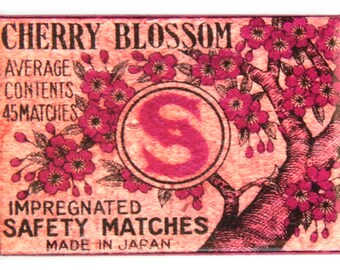 CHERRY BLOSSOM
AVERAGE
CONTENTS
45 MATCHES
S
IMPREGNATED
SAFETY MATCHES
MADE IN JAPAN